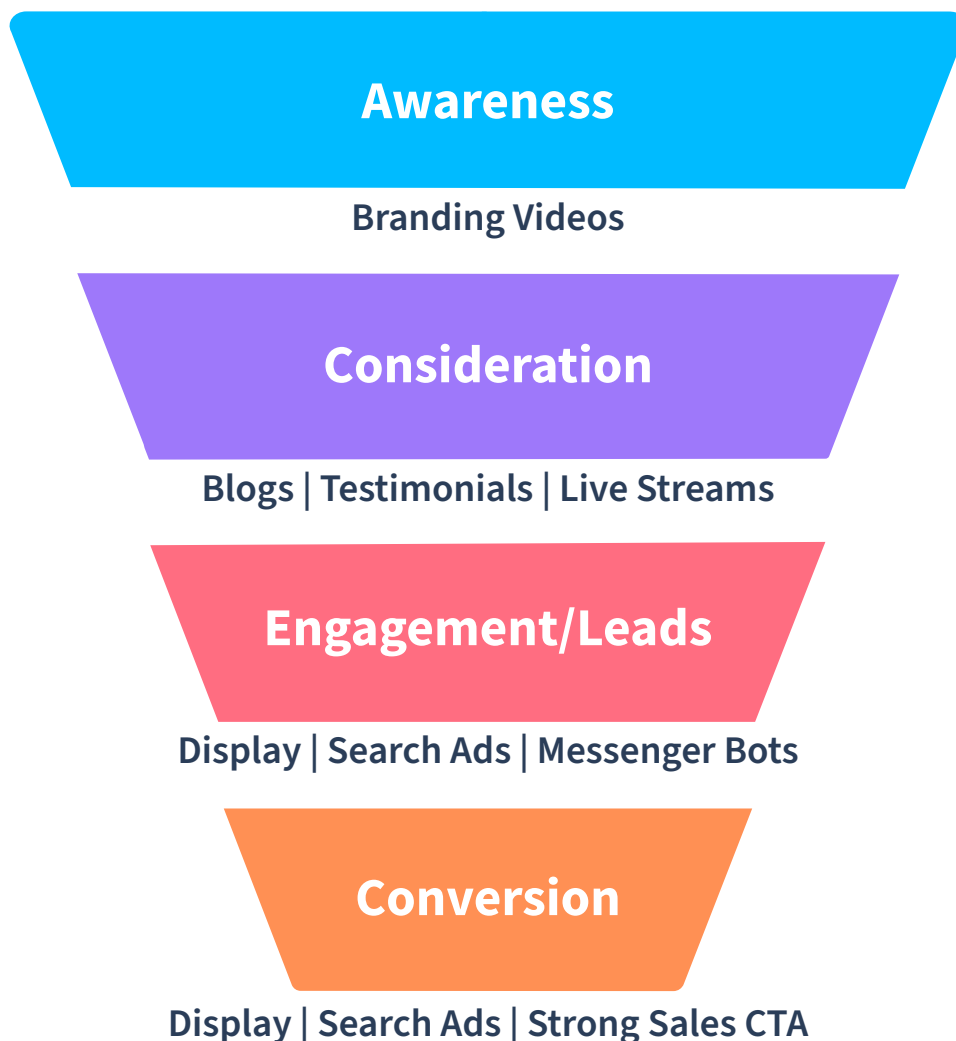 Awareness
Branding Videos
Consideration
Blogs | Testimonials | Live Streams
Engagement/Leads
Display | Search Ads | Messenger Bots
Conversion
Display | Search Ads | Strong Sales CTA